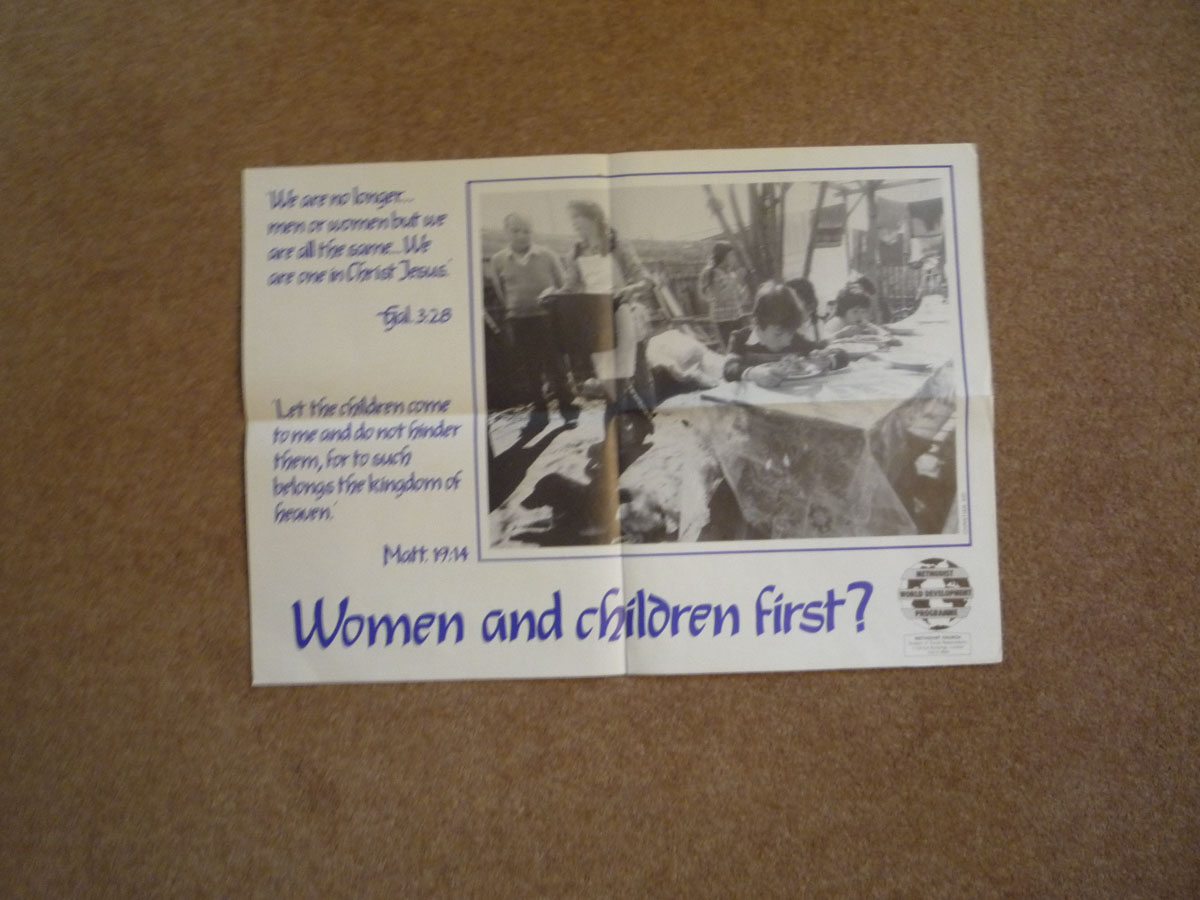 'We are no longer...
men or women but we
are all the same...We
are one in Christ Jesus.'
Gal. 3:28
'Let the children come
to me and do not hinder
them, for to such
belongs the kingdom of
heaven.'
Matt. 19:14
Women and children first?
METHODIST
WORLD DEVELOPMENT
PROGRAMME
METHODIST CHURCH